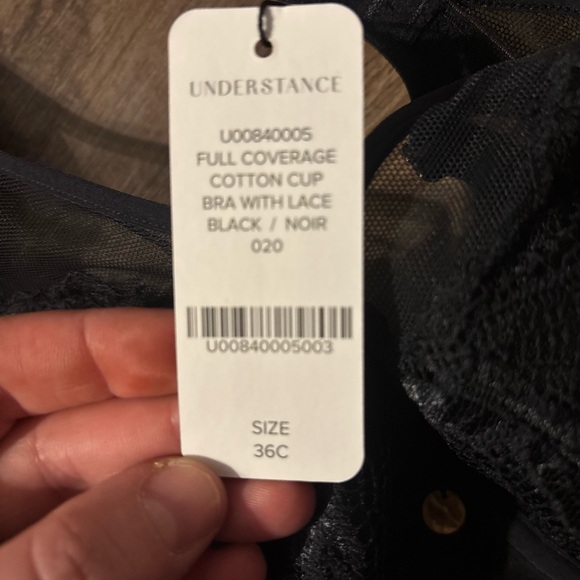 UNDERSTANCE
U00840005
FULL COVERAGE
COTTON CUP
BRA WITH LACE
BLACK / NOIR
020
U00840005003
SIZE
36C